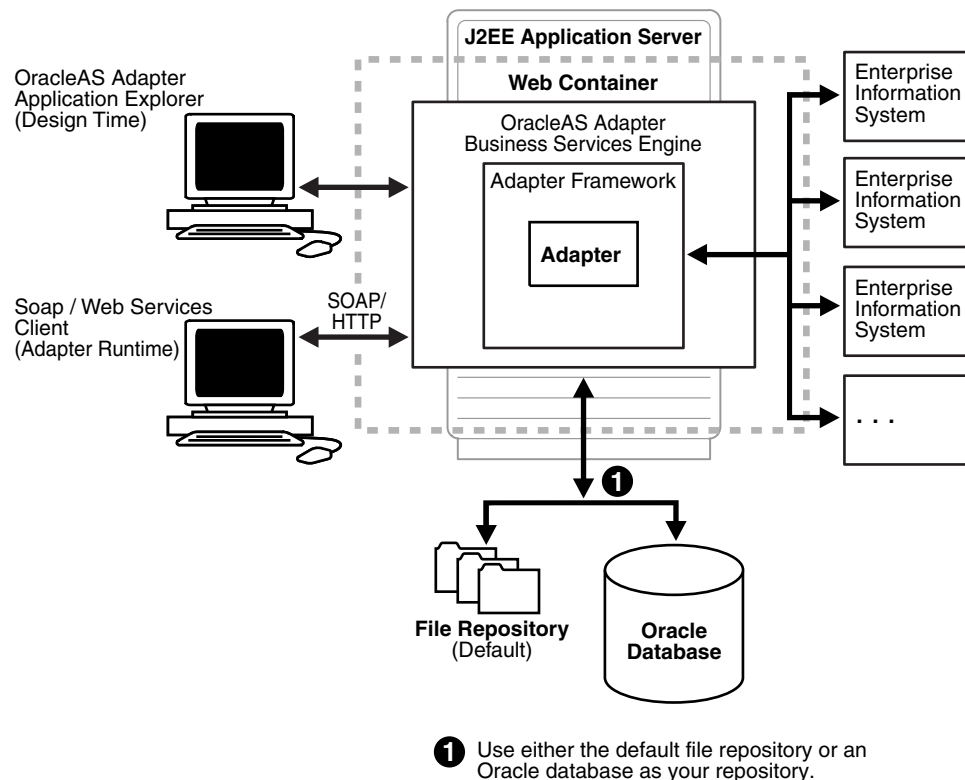 J2EE Application Server
Web Container
OracleAS Adapter
Application Explorer
(Design Time)
OracleAS Adapter
Business Services Engine
Adapter Framework
Adapter
Enterprise
Information
System
Enterprise
Information
System
Enterprise
Information
System
. . .
Soap / Web Services
Client
(Adapter Runtime)
SOAP/
HTTP
1
File Repository
(Default)
Oracle
Database
1 Use either the default file repository or an
Oracle database as your repository.